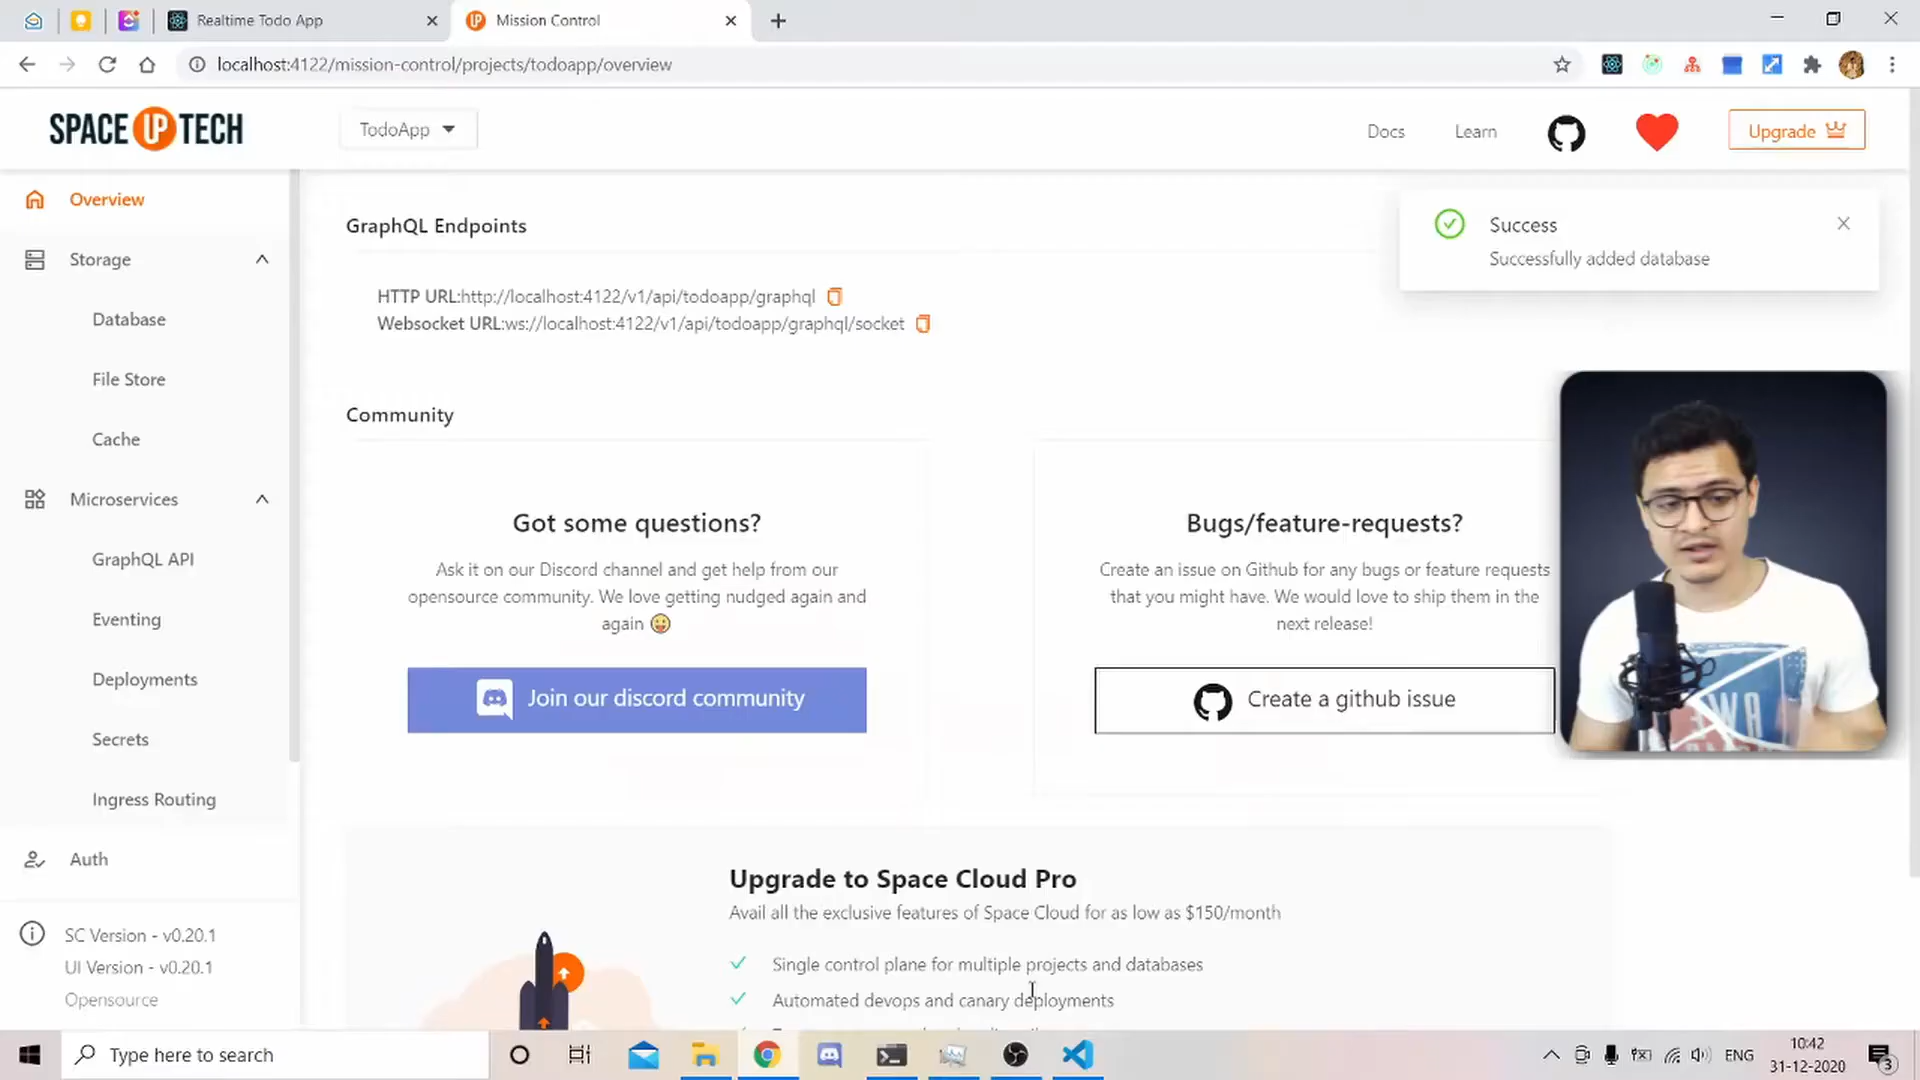 Realtime Todo App
Mission Control
localhost:4122/mission-control/projects/todoapp/overview
SPACE UP TECH
TodoApp
Docs
Learn
Upgrade
Overview
Storage
Database
File Store
Cache
Microservices
GraphQL API
Eventing
Deployments
Secrets
Ingress Routing
Auth
SC Version - v0.20.1
UI Version - v0.20.1
Opensource
GraphQL Endpoints
HTTP URL:http://localhost:4122/v1/api/todoapp/graphql
Websocket URL:ws://localhost:4122/v1/api/todoapp/graphql/socket
Success
Successfully added database
Community
Got some questions?
Ask it on our Discord channel and get help from our
opensource community. We love getting nudged again and
again 😛
Join our discord community
Bugs/feature-requests?
Create an issue on Github for any bugs or feature requests
that you might have. We would love to ship them in the
next release!
Create a github issue
Upgrade to Space Cloud Pro
Avail all the exclusive features of Space Cloud for as low as $150/month
Single control plane for multiple projects and databases
Automated devops and canary deployments
Type here to search
ENG
10:42
31-12-2020
3